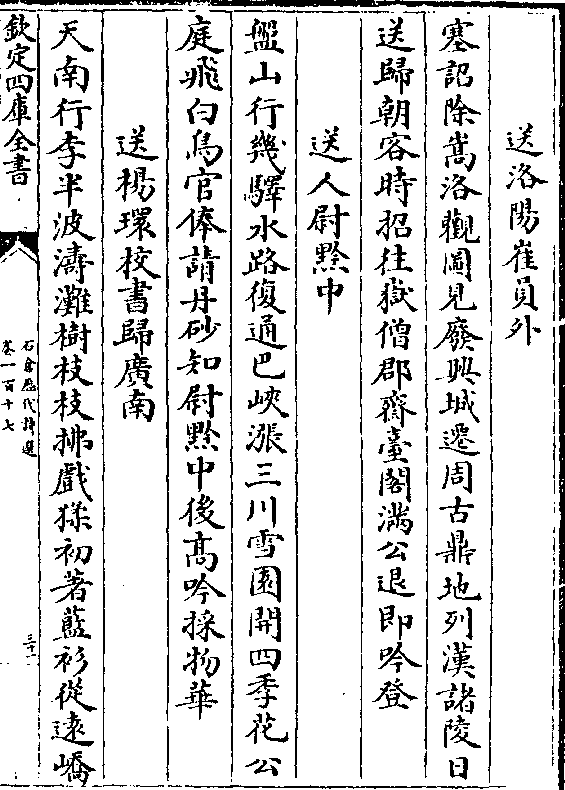 送洛陽崔員外
塞詔除嵩洛觀圖見廢興城遷周古鼎地列漢諸陵日
送歸朝客時招往嶽僧郡齋臺閣滿公退即吟登
送人尉黔中
盤山行幾驛水路復通巴峽漲三川雪園開四季花公
庭飛白鳥官俸請丹砂知尉黔中後高吟採物華
送楊環校書歸廣南
天南行李半波濤灘樹枝枝拂戲猱初著藍衫從遠嶠
欽定四庫全書
石倉歷代詩選
卷一百十七
三十二